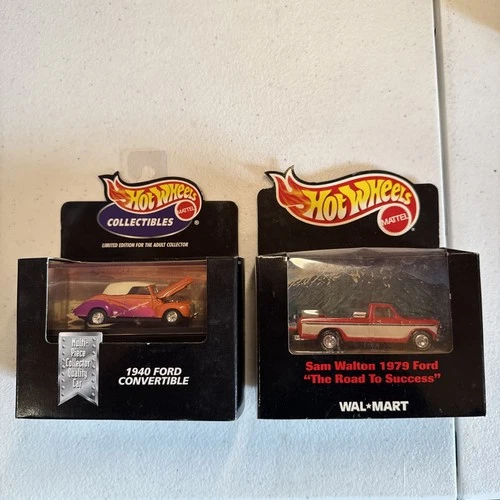 Hot Wheels
MATTEL
®
COLLECTIBLES
LIMITED EDITION FOR THE ADULT COLLECTOR
Multi-
Piece
Collector
Quality
Car
1940 FORD
CONVERTIBLE
Hot Wheels
MATTEL
®
Sam Walton 1979 Ford
"The Road To Success"
WAL★MART